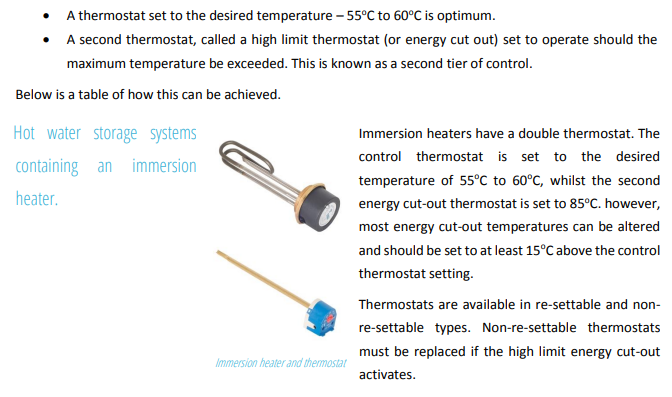 • A thermostat set to the desired temperature – 55°C to 60°C is optimum.
• A second thermostat, called a high limit thermostat (or energy cut out) set to operate should the
maximum temperature be exceeded. This is known as a second tier of control.
Below is a table of how this can be achieved.
Hot water storage systems
containing an immersion
heater.
Immersion heaters have a double thermostat. The
control thermostat is set to the desired
temperature of 55°C to 60°C, whilst the second
energy cut-out thermostat is set to 85°C. however,
most energy cut-out temperatures can be altered
and should be set to at least 15°C above the control
thermostat setting.
Thermostats are available in re-settable and non-
re-settable types. Non-re-settable thermostats
must be replaced if the high limit energy cut-out
activates.
Immersion heater and thermostat